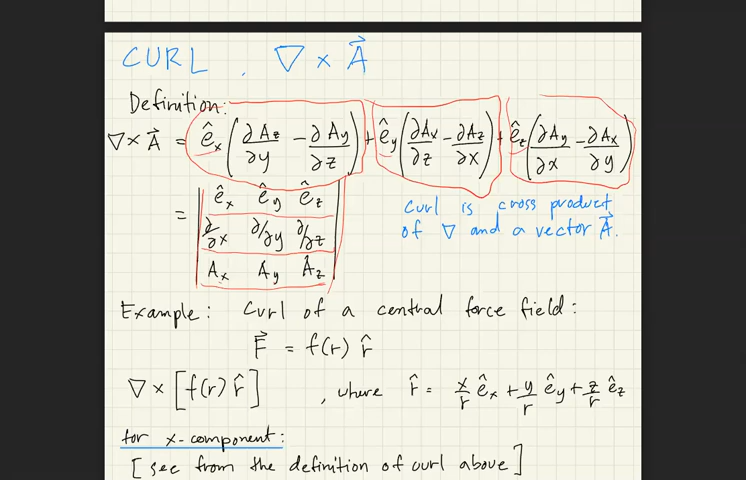 CURL . ∇ × A⃗
Definition:
∇ × A⃗ = ê_x (∂A_z/∂y − ∂A_y/∂z) + ê_y (∂A_x/∂z − ∂A_z/∂x) + ê_z (∂A_y/∂x − ∂A_x/∂y)
= | ê_x ê_y ê_z |
| ∂/∂x ∂/∂y ∂/∂z |
| A_x A_y A_z |
curl is cross product
of ∇ and a vector A⃗.
Example: Curl of a central force field:
F⃗ = f(r) r̂
∇ × [f(r) r̂] , where r̂ = x/r ê_x + y/r ê_y + z/r ê_z
for x-component:
[see from the definition of curl above]